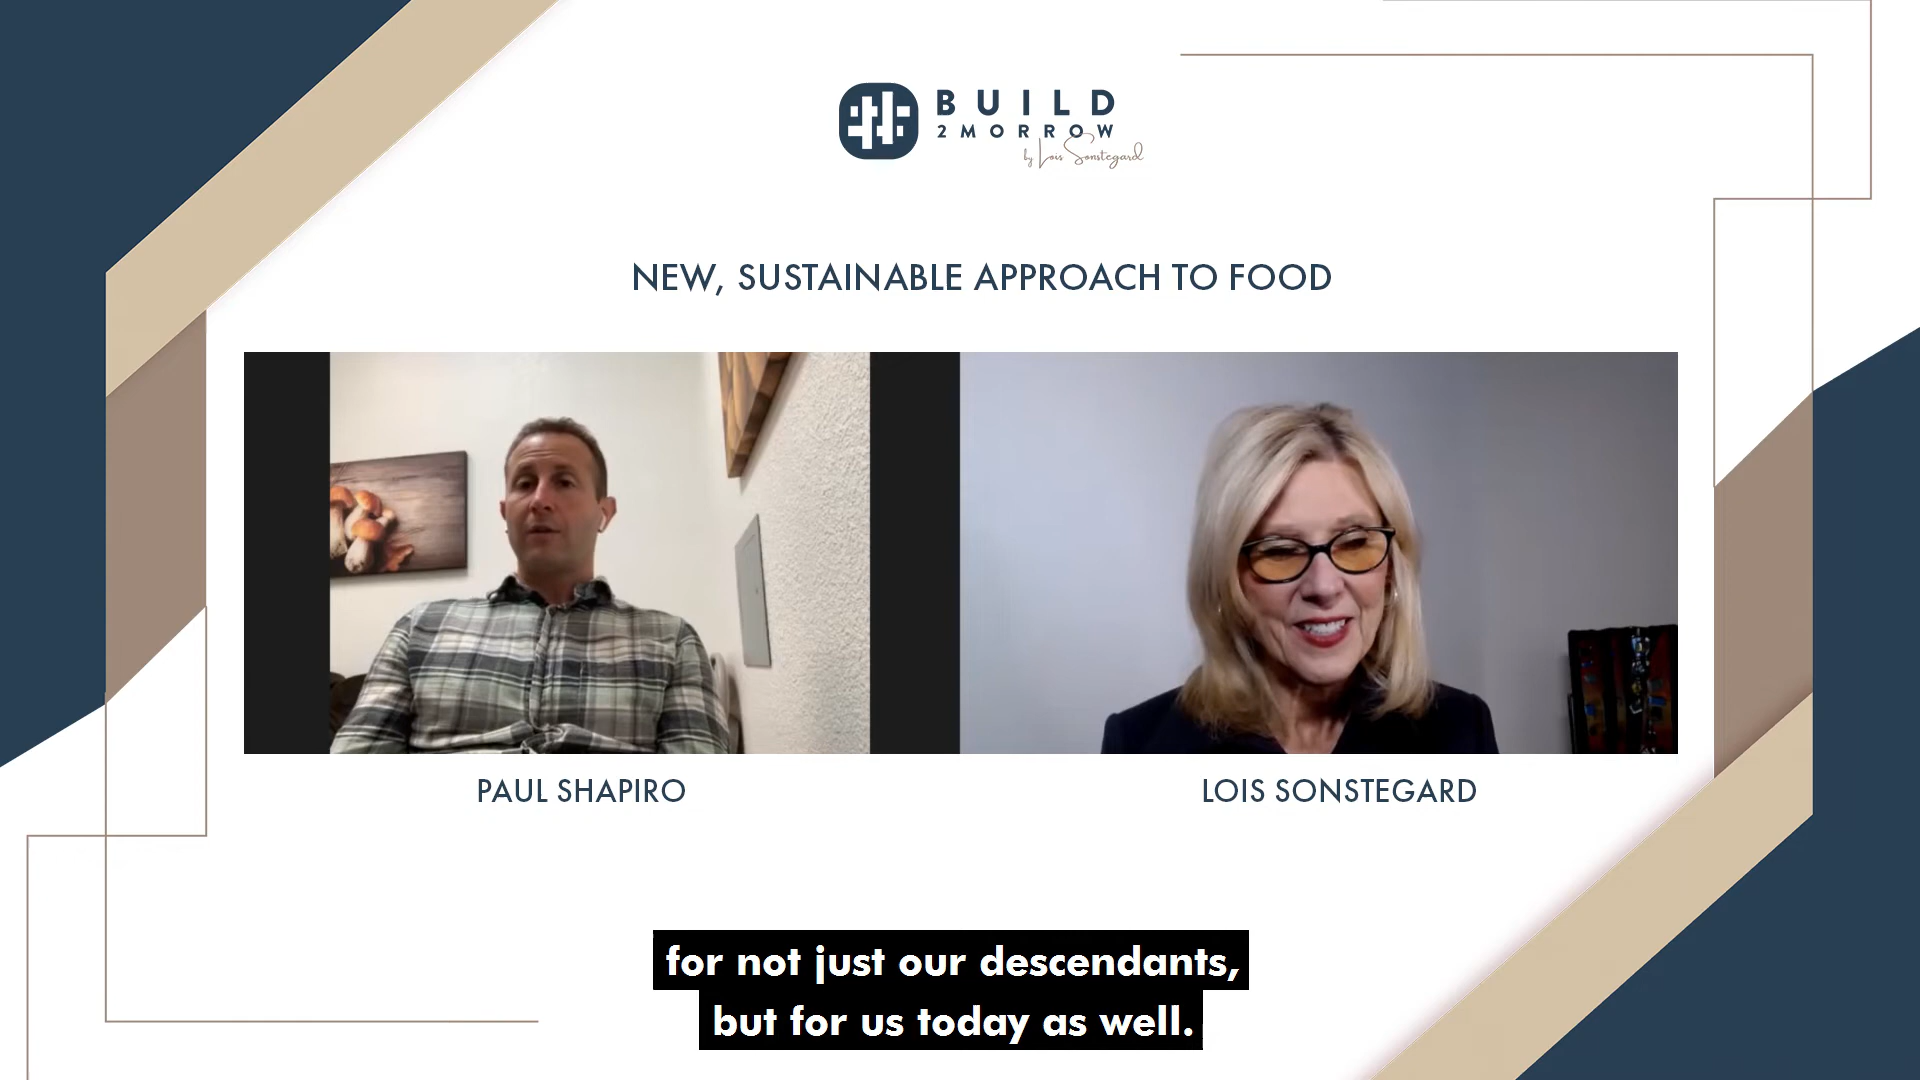 BUILD
2MORROW
by Lois Sonstegard
NEW, SUSTAINABLE APPROACH TO FOOD
PAUL SHAPIRO
LOIS SONSTEGARD
for not just our descendants,
but for us today as well.